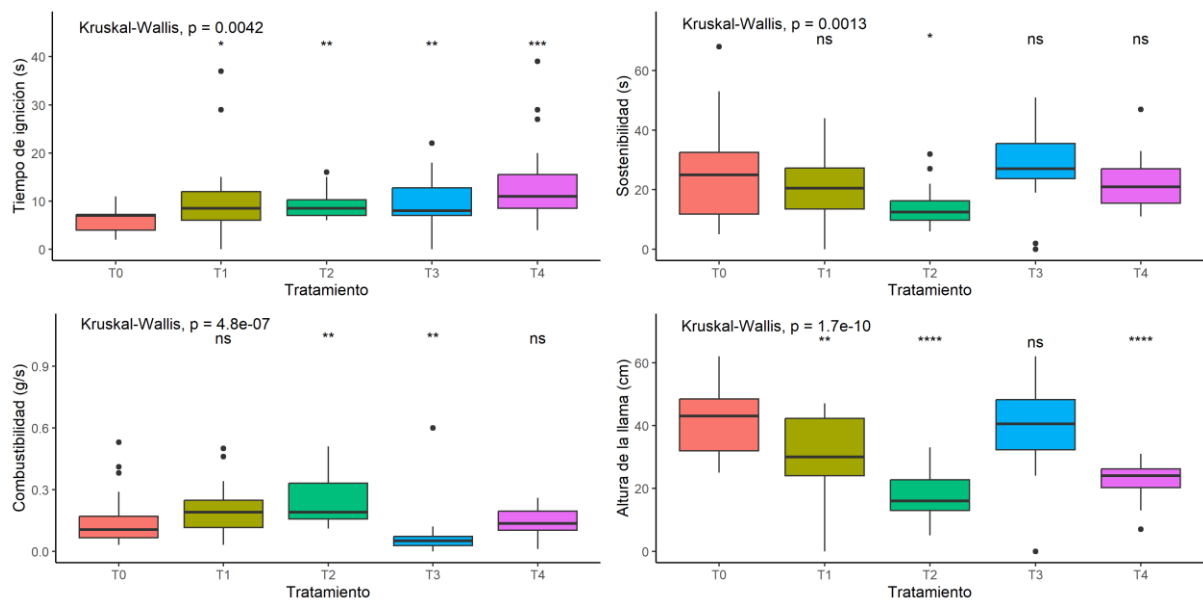 Kruskal-Wallis, p = 0.0042
* ** ** ***
Tiempo de ignición (s)
40
30
20
10
0
T0 T1 T2 T3 T4
Tratamiento
Kruskal-Wallis, p = 0.0013
ns * ns ns
Sostenibilidad (s)
60
40
20
0
T0 T1 T2 T3 T4
Tratamiento
Kruskal-Wallis, p = 4.8e-07
ns ** ** ns
Combustibilidad (g/s)
0.9
0.6
0.3
0.0
T0 T1 T2 T3 T4
Tratamiento
Kruskal-Wallis, p = 1.7e-10
** **** ns ****
Altura de la llama (cm)
60
40
20
0
T0 T1 T2 T3 T4
Tratamiento